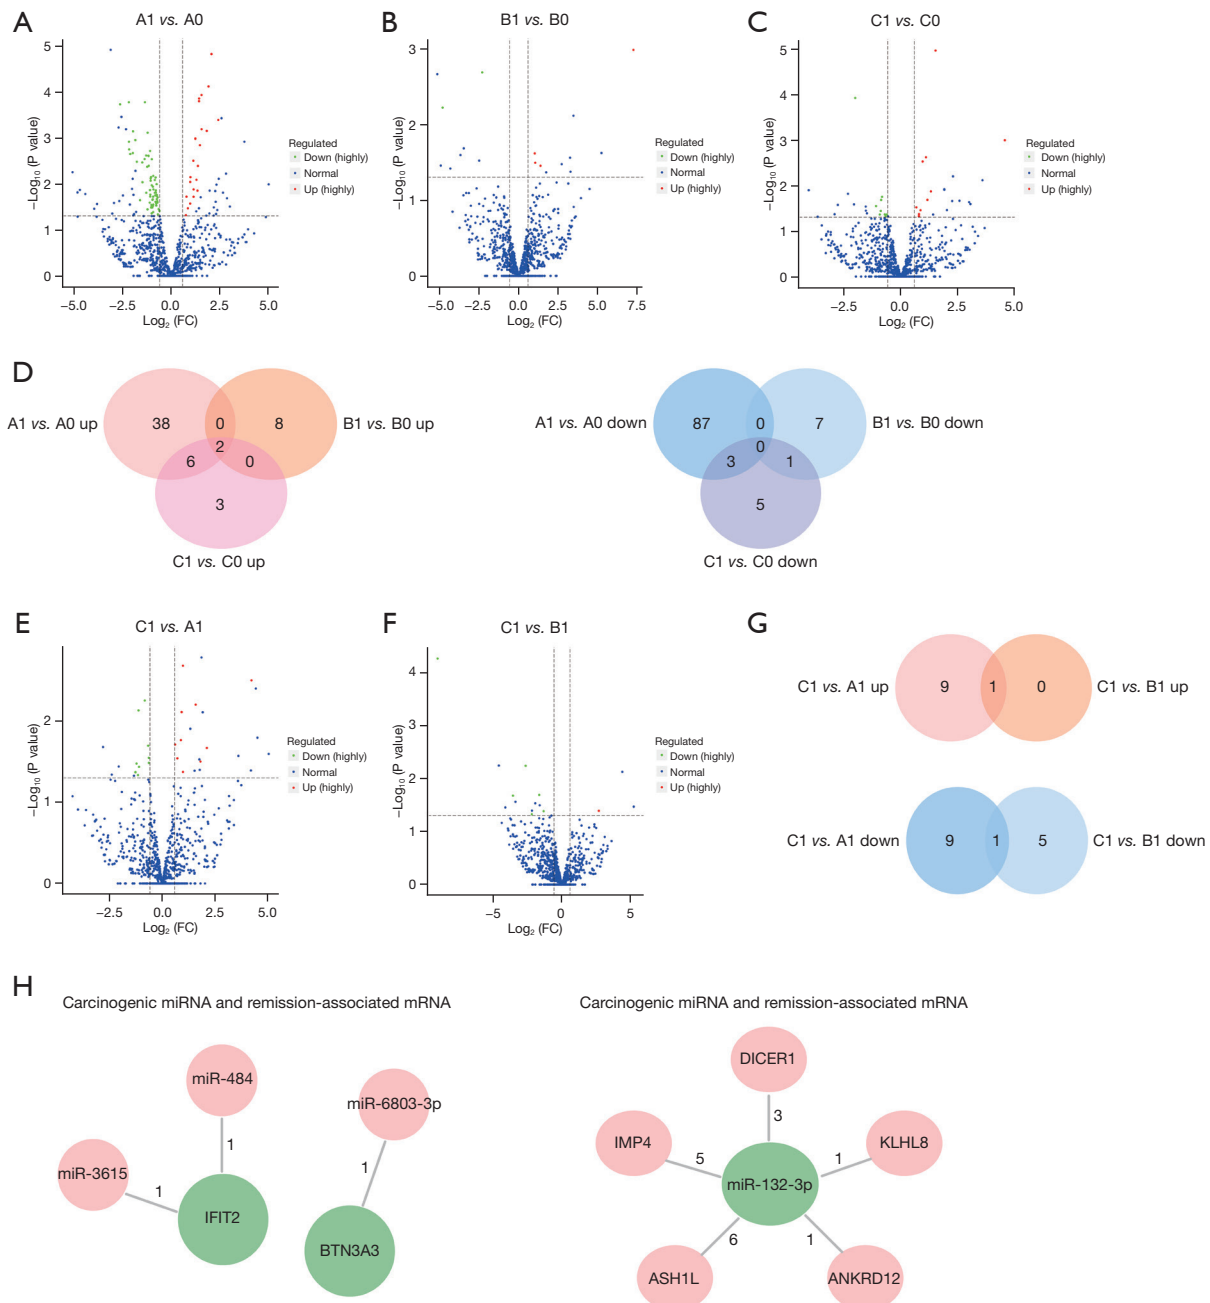 A
A1 vs. A0
5
4
3
2
1
0
−Log10 (P value)
−5.0 −2.5 0.0 2.5 5.0
Log2 (FC)
Regulated
Down (highly)
Normal
Up (highly)
B
B1 vs. B0
3
2
1
0
−Log10 (P value)
−5.0 −2.5 0.0 2.5 5.0 7.5
Log2 (FC)
Regulated
Down (highly)
Normal
Up (highly)
C
C1 vs. C0
5
4
3
2
1
0
−Log10 (P value)
−2.5 0.0 2.5 5.0
Log2 (FC)
Regulated
Down (highly)
Normal
Up (highly)
D
A1 vs. A0 up
38
0
8
B1 vs. B0 up
2
6
0
3
C1 vs. C0 up
A1 vs. A0 down
87
0
7
B1 vs. B0 down
0
3
1
5
C1 vs. C0 down
E
C1 vs. A1
2
1
0
−Log10 (P value)
−2.5 0.0 2.5 5.0
Log2 (FC)
Regulated
Down (highly)
Normal
Up (highly)
F
C1 vs. B1
4
3
2
1
0
−Log10 (P value)
−5 0 5
Log2 (FC)
Regulated
Down (highly)
Normal
Up (highly)
G
C1 vs. A1 up
9
1
0
C1 vs. B1 up
C1 vs. A1 down
9
1
5
C1 vs. B1 down
H
Carcinogenic miRNA and remission-associated mRNA
miR-484
miR-6803-3p
1
miR-3615
1
1
IFIT2
BTN3A3
Carcinogenic miRNA and remission-associated mRNA
DICER1
3
IMP4
5
1
KLHL8
miR-132-3p
6
1
ASH1L
ANKRD12